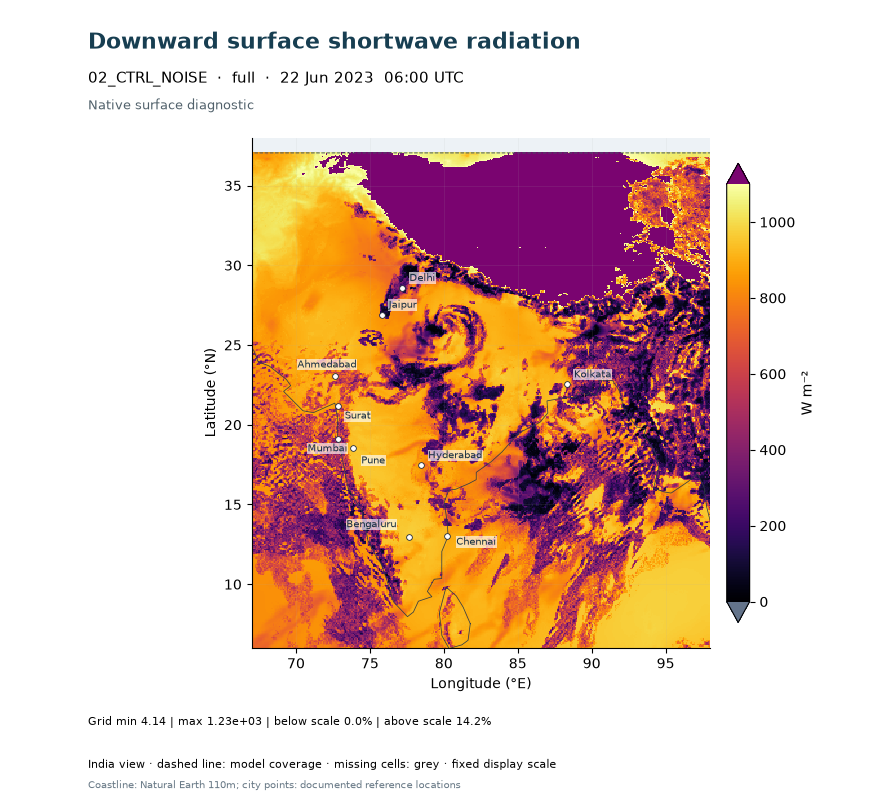 Downward surface shortwave radiation
02_CTRL_NOISE · full · 22 Jun 2023 06:00 UTC
Native surface diagnostic
35
30
25
20
15
10
Latitude (°N)
Delhi
Jaipur
Ahmedabad
Kolkata
Surat
Mumbai
Pune
Hyderabad
Bengaluru
Chennai
70 75 80 85 90 95
Longitude (°E)
1000
800
600
400
200
0
W m⁻²
Grid min 4.14 | max 1.23e+03 | below scale 0.0% | above scale 14.2%
India view · dashed line: model coverage · missing cells: grey · fixed display scale
Coastline: Natural Earth 110m; city points: documented reference locations